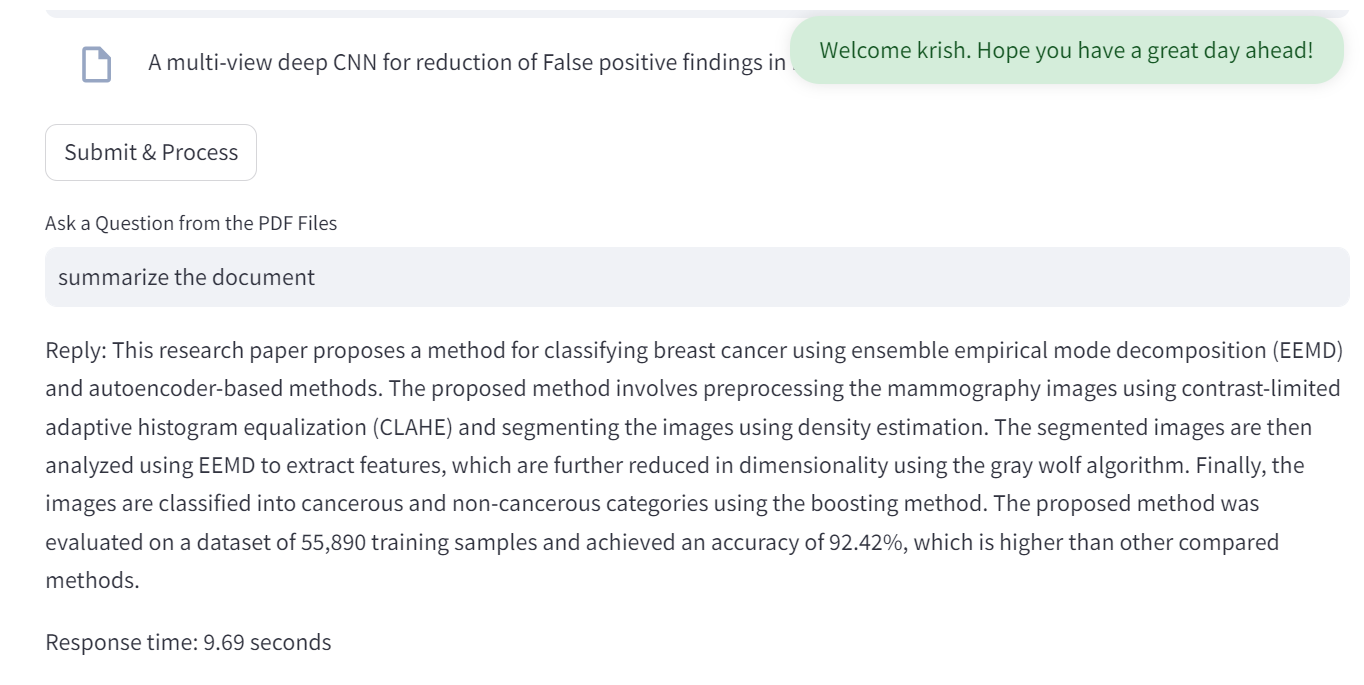 A multi-view deep CNN for reduction of False positive findings in
Welcome krish. Hope you have a great day ahead!
Submit & Process
Ask a Question from the PDF Files
summarize the document
Reply: This research paper proposes a method for classifying breast cancer using ensemble empirical mode decomposition (EEMD)
and autoencoder-based methods. The proposed method involves preprocessing the mammography images using contrast-limited
adaptive histogram equalization (CLAHE) and segmenting the images using density estimation. The segmented images are then
analyzed using EEMD to extract features, which are further reduced in dimensionality using the gray wolf algorithm. Finally, the
images are classified into cancerous and non-cancerous categories using the boosting method. The proposed method was
evaluated on a dataset of 55,890 training samples and achieved an accuracy of 92.42%, which is higher than other compared
methods.
Response time: 9.69 seconds